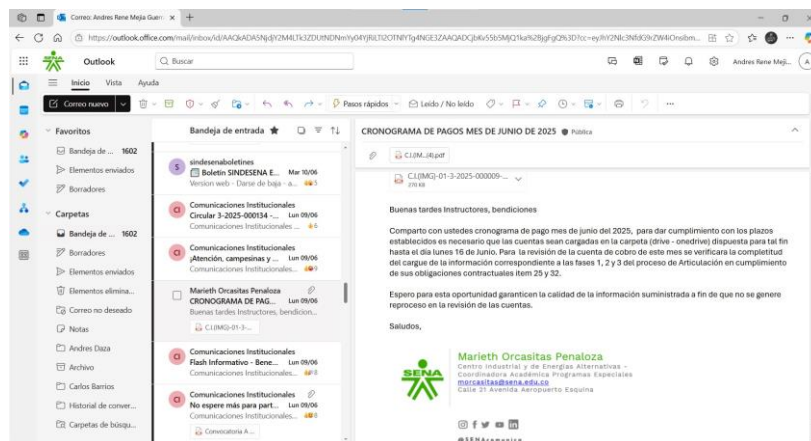 Correo: Andres Rene Mejia Guerr
https://outlook.office.com/mail/inbox/id/
SENA
Outlook
Buscar
Andres Rene Meji...
A
Inicio Vista Ayuda
Correo nuevo
Pasos rápidos
Leído / No leído
Favoritos
Bandeja de ... 1602
Elementos enviados
Borradores
Carpetas
Bandeja de ... 1602
Borradores
Elementos enviados
Elementos elimina...
Correo no deseado
Notas
Andres Daza
Archivo
Carlos Barrios
Historial de conver...
Carpetas de búsqu...
Bandeja de entrada
S
sindesenaboletines
Boletin SINDESENA E... Mar 10/06
Version web - Darse de baja - a... 5
Comunicaciones Institucionales
Circular 3-2025-000134 -... Lun 09/06
Comunicaciones Institucionales ... 6
Comunicaciones Institucionales
¡Atención, campesinas y ... Lun 09/06
Comunicaciones Institucionales... 9
Marieth Orcasitas Penaloza
CRONOGRAMA DE PAG... Lun 09/06
Buenas tardes Instructores, bendicion...
C.I.(IMG)-01-3-...
Comunicaciones Institucionales
Flash Informativo - Bene... Lun 09/06
Comunicaciones Institucionales...
Comunicaciones Institucionales
No espere más para part... Lun 09/06
Comunicaciones Institucionales...
Convocatoria A ...
CRONOGRAMA DE PAGOS MES DE JUNIO DE 2025 Pública
C.I.(IM...(4).pdf
C.I.(IMG)-01-3-2025-000009-...
270 KB
Buenas tardes Instructores, bendiciones
Comparto con ustedes cronograma de pago mes de junio del 2025, para dar cumplimiento con los plazos
establecidos es necesario que las cuentas sean cargadas en la carpeta (drive - onedrive) dispuesta para tal fin
hasta el día lunes 16 de Junio. Para la revisión de la cuenta de cobro de este mes se verificara la completitud
del cargue de la información correspondiente a las fases 1, 2 y 3 del proceso de Articulación en cumplimiento
de sus obligaciones contractuales item 25 y 32.
Espero para esta oportunidad garanticen la calidad de la información suministrada a fin de que no se genere
reproceso en la revisión de las cuentas.
Saludos,
SENA
Marieth Orcasitas Penaloza
Centro Industrial y de Energías Alternativas -
Coordinadora Académica Programas Especiales
morcasitas@sena.edu.co
Calle 21 Avenida Aeropuerto Esquina
@SENAcomunica